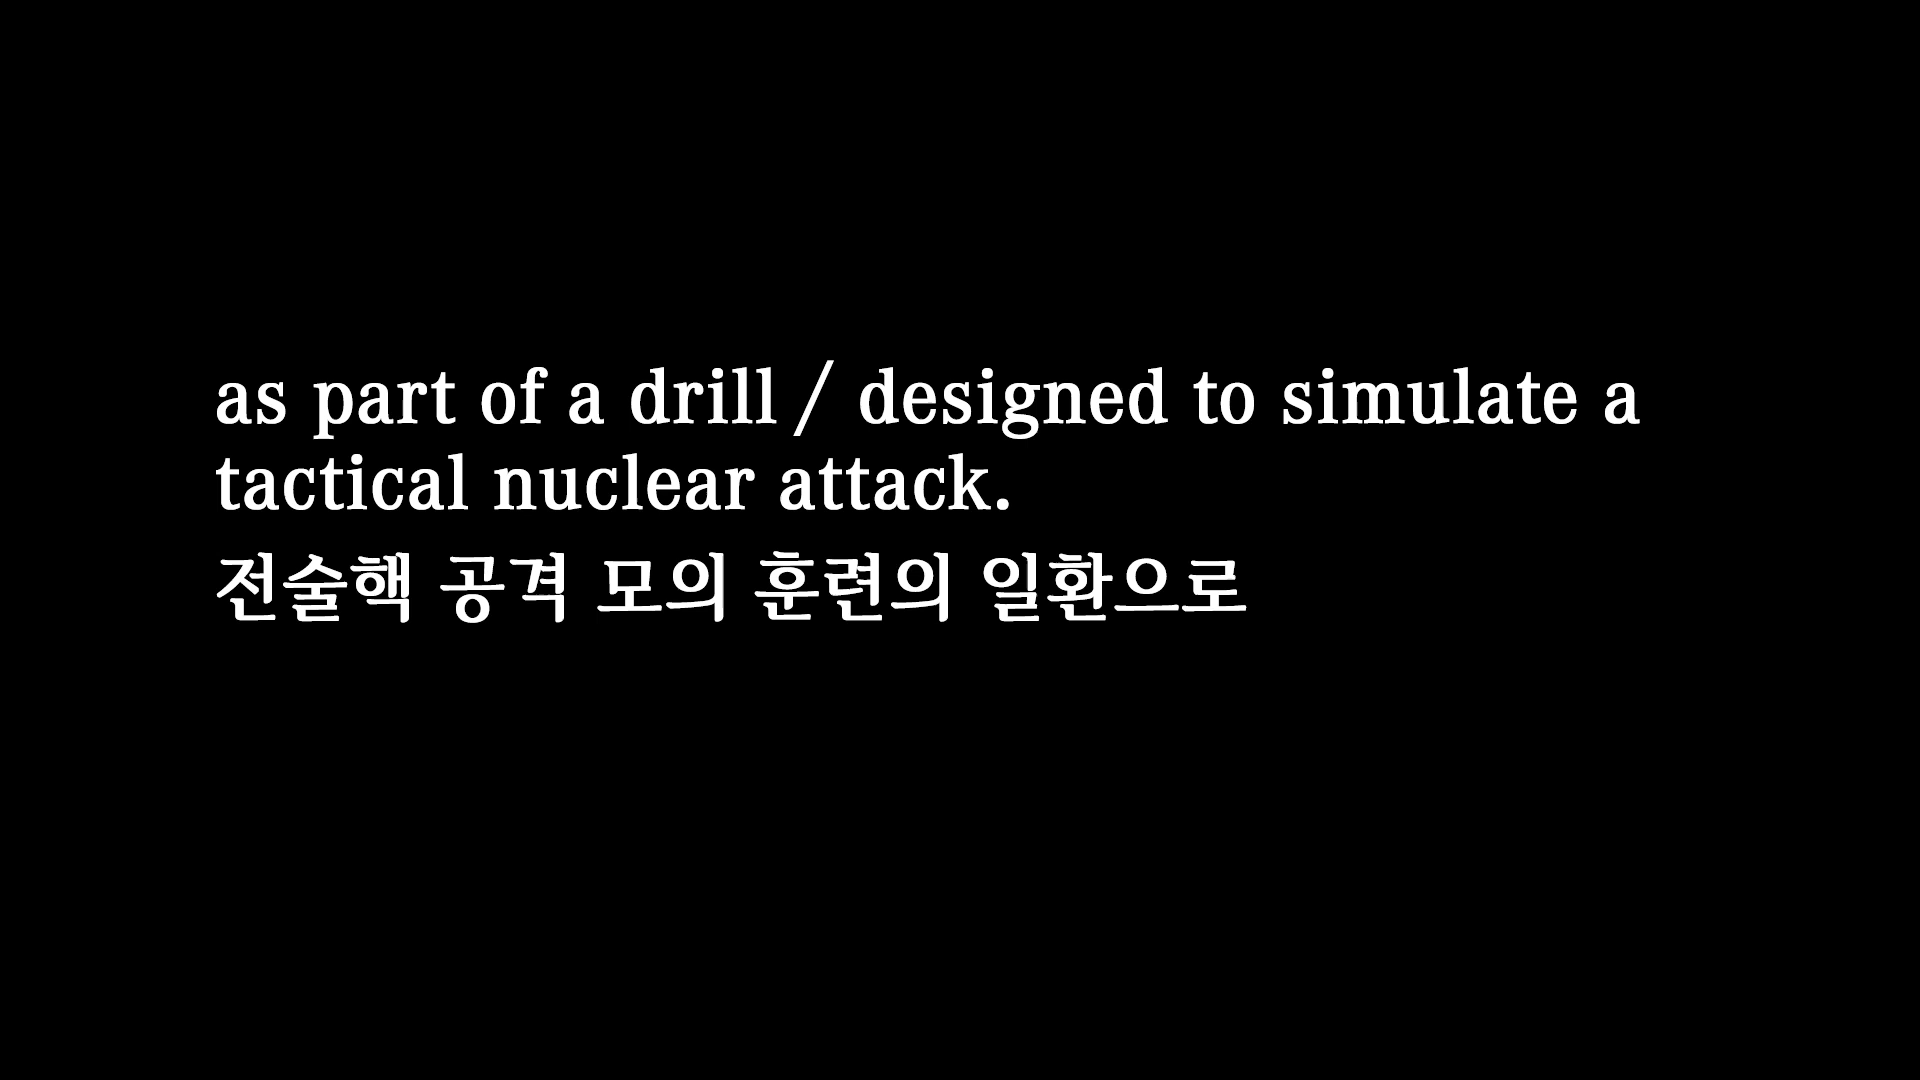 as part of a drill / designed to simulate a
tactical nuclear attack.
전술핵 공격 모의 훈련의 일환으로